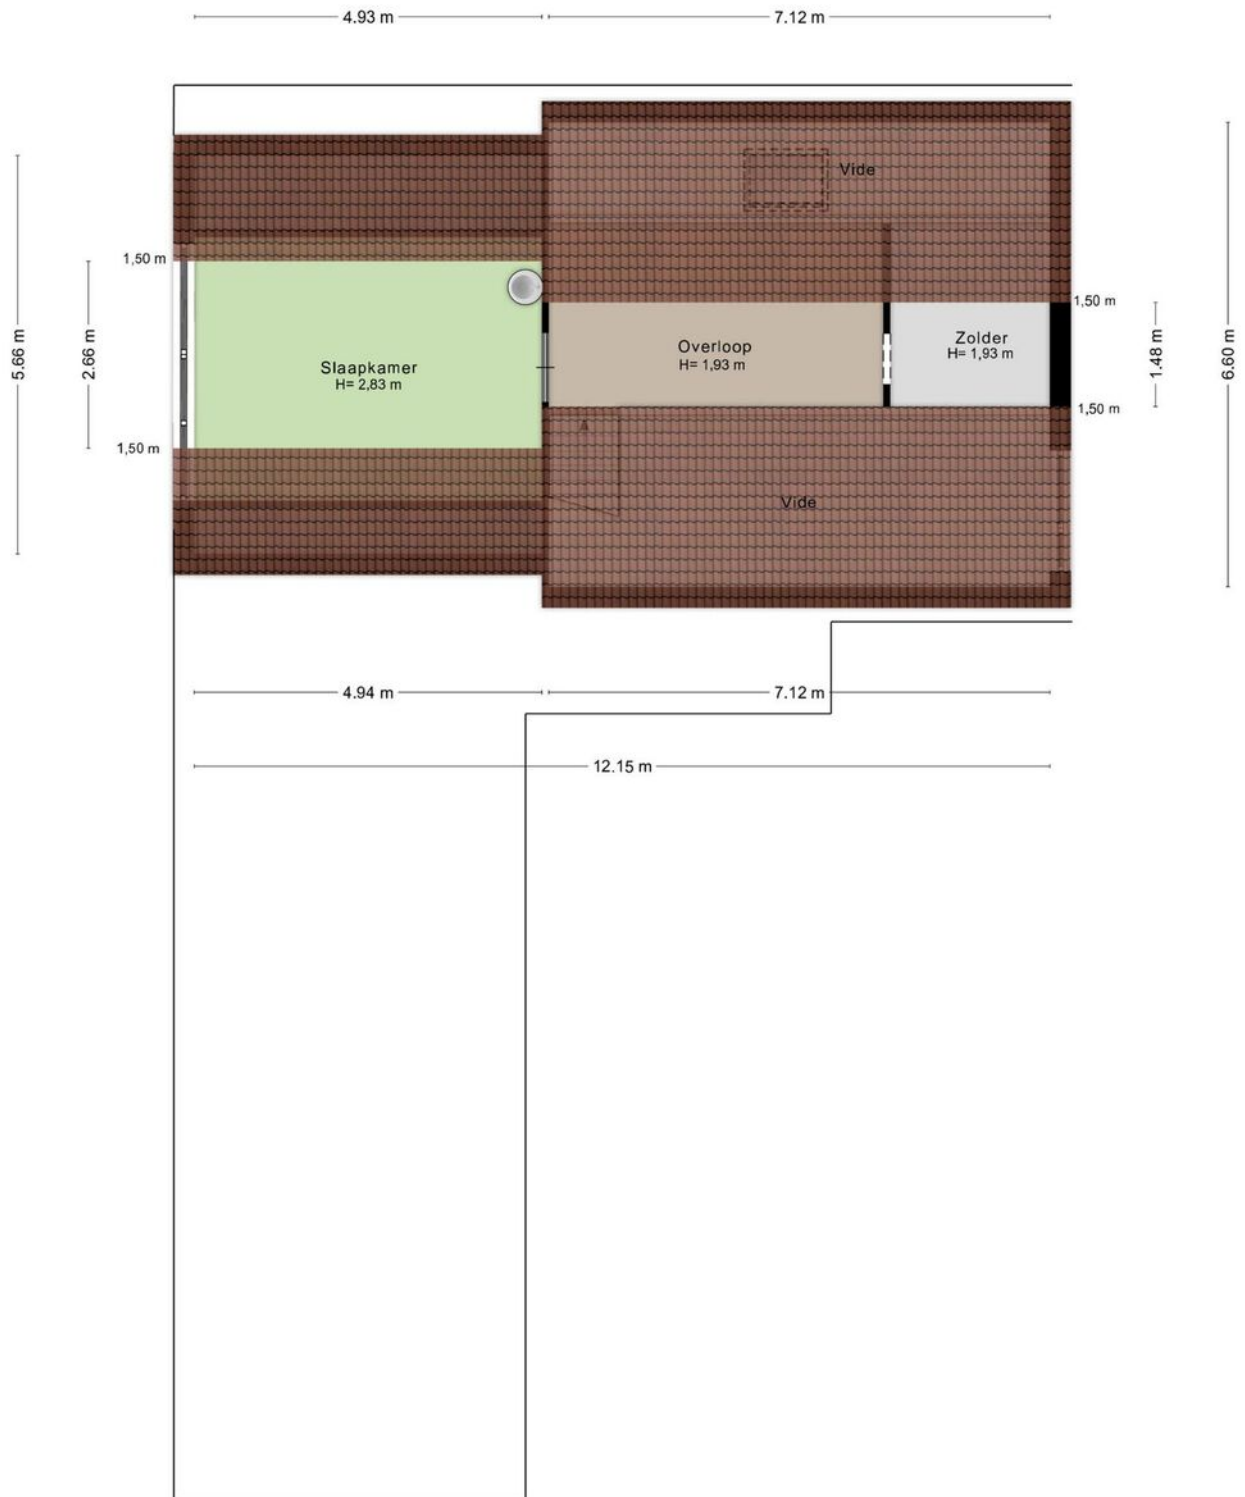 4.93 m
7.12 m
Vide
1,50 m
1,50 m
5.66 m
2.66 m
Slaapkamer
H= 2,83 m
Overloop
H= 1,93 m
Zolder
H= 1,93 m
1.48 m
6.60 m
1,50 m
1,50 m
Vide
4.94 m
7.12 m
12.15 m